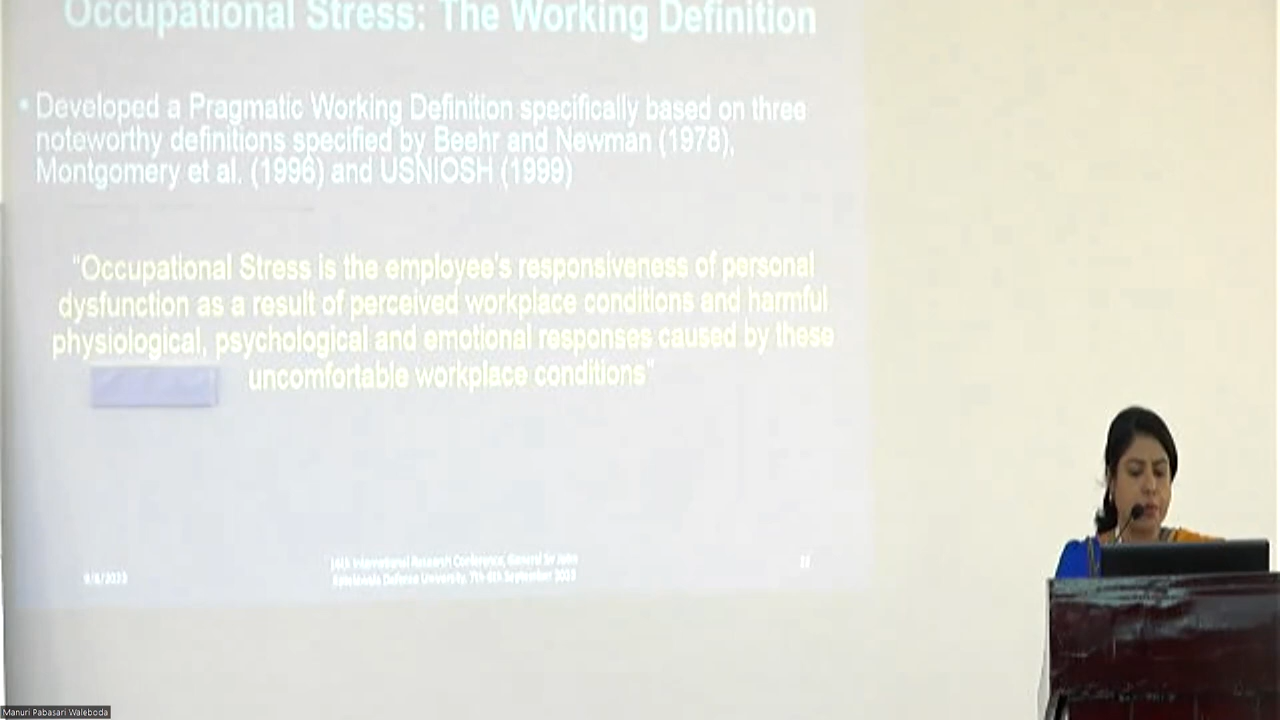 Occupational Stress: The Working Definition
• Developed a Pragmatic Working Definition specifically based on three
noteworthy definitions specified by Beehr and Newman (1978),
Montgomery et al. (1996) and USNIOSH (1999)
"Occupational Stress is the employee's responsiveness of personal
dysfunction as a result of perceived workplace conditions and harmful
physiological, psychological and emotional responses caused by these
uncomfortable workplace conditions"
International Research Conference, General Sir John
Defence University, September
Manuri Pabasari Waleboda